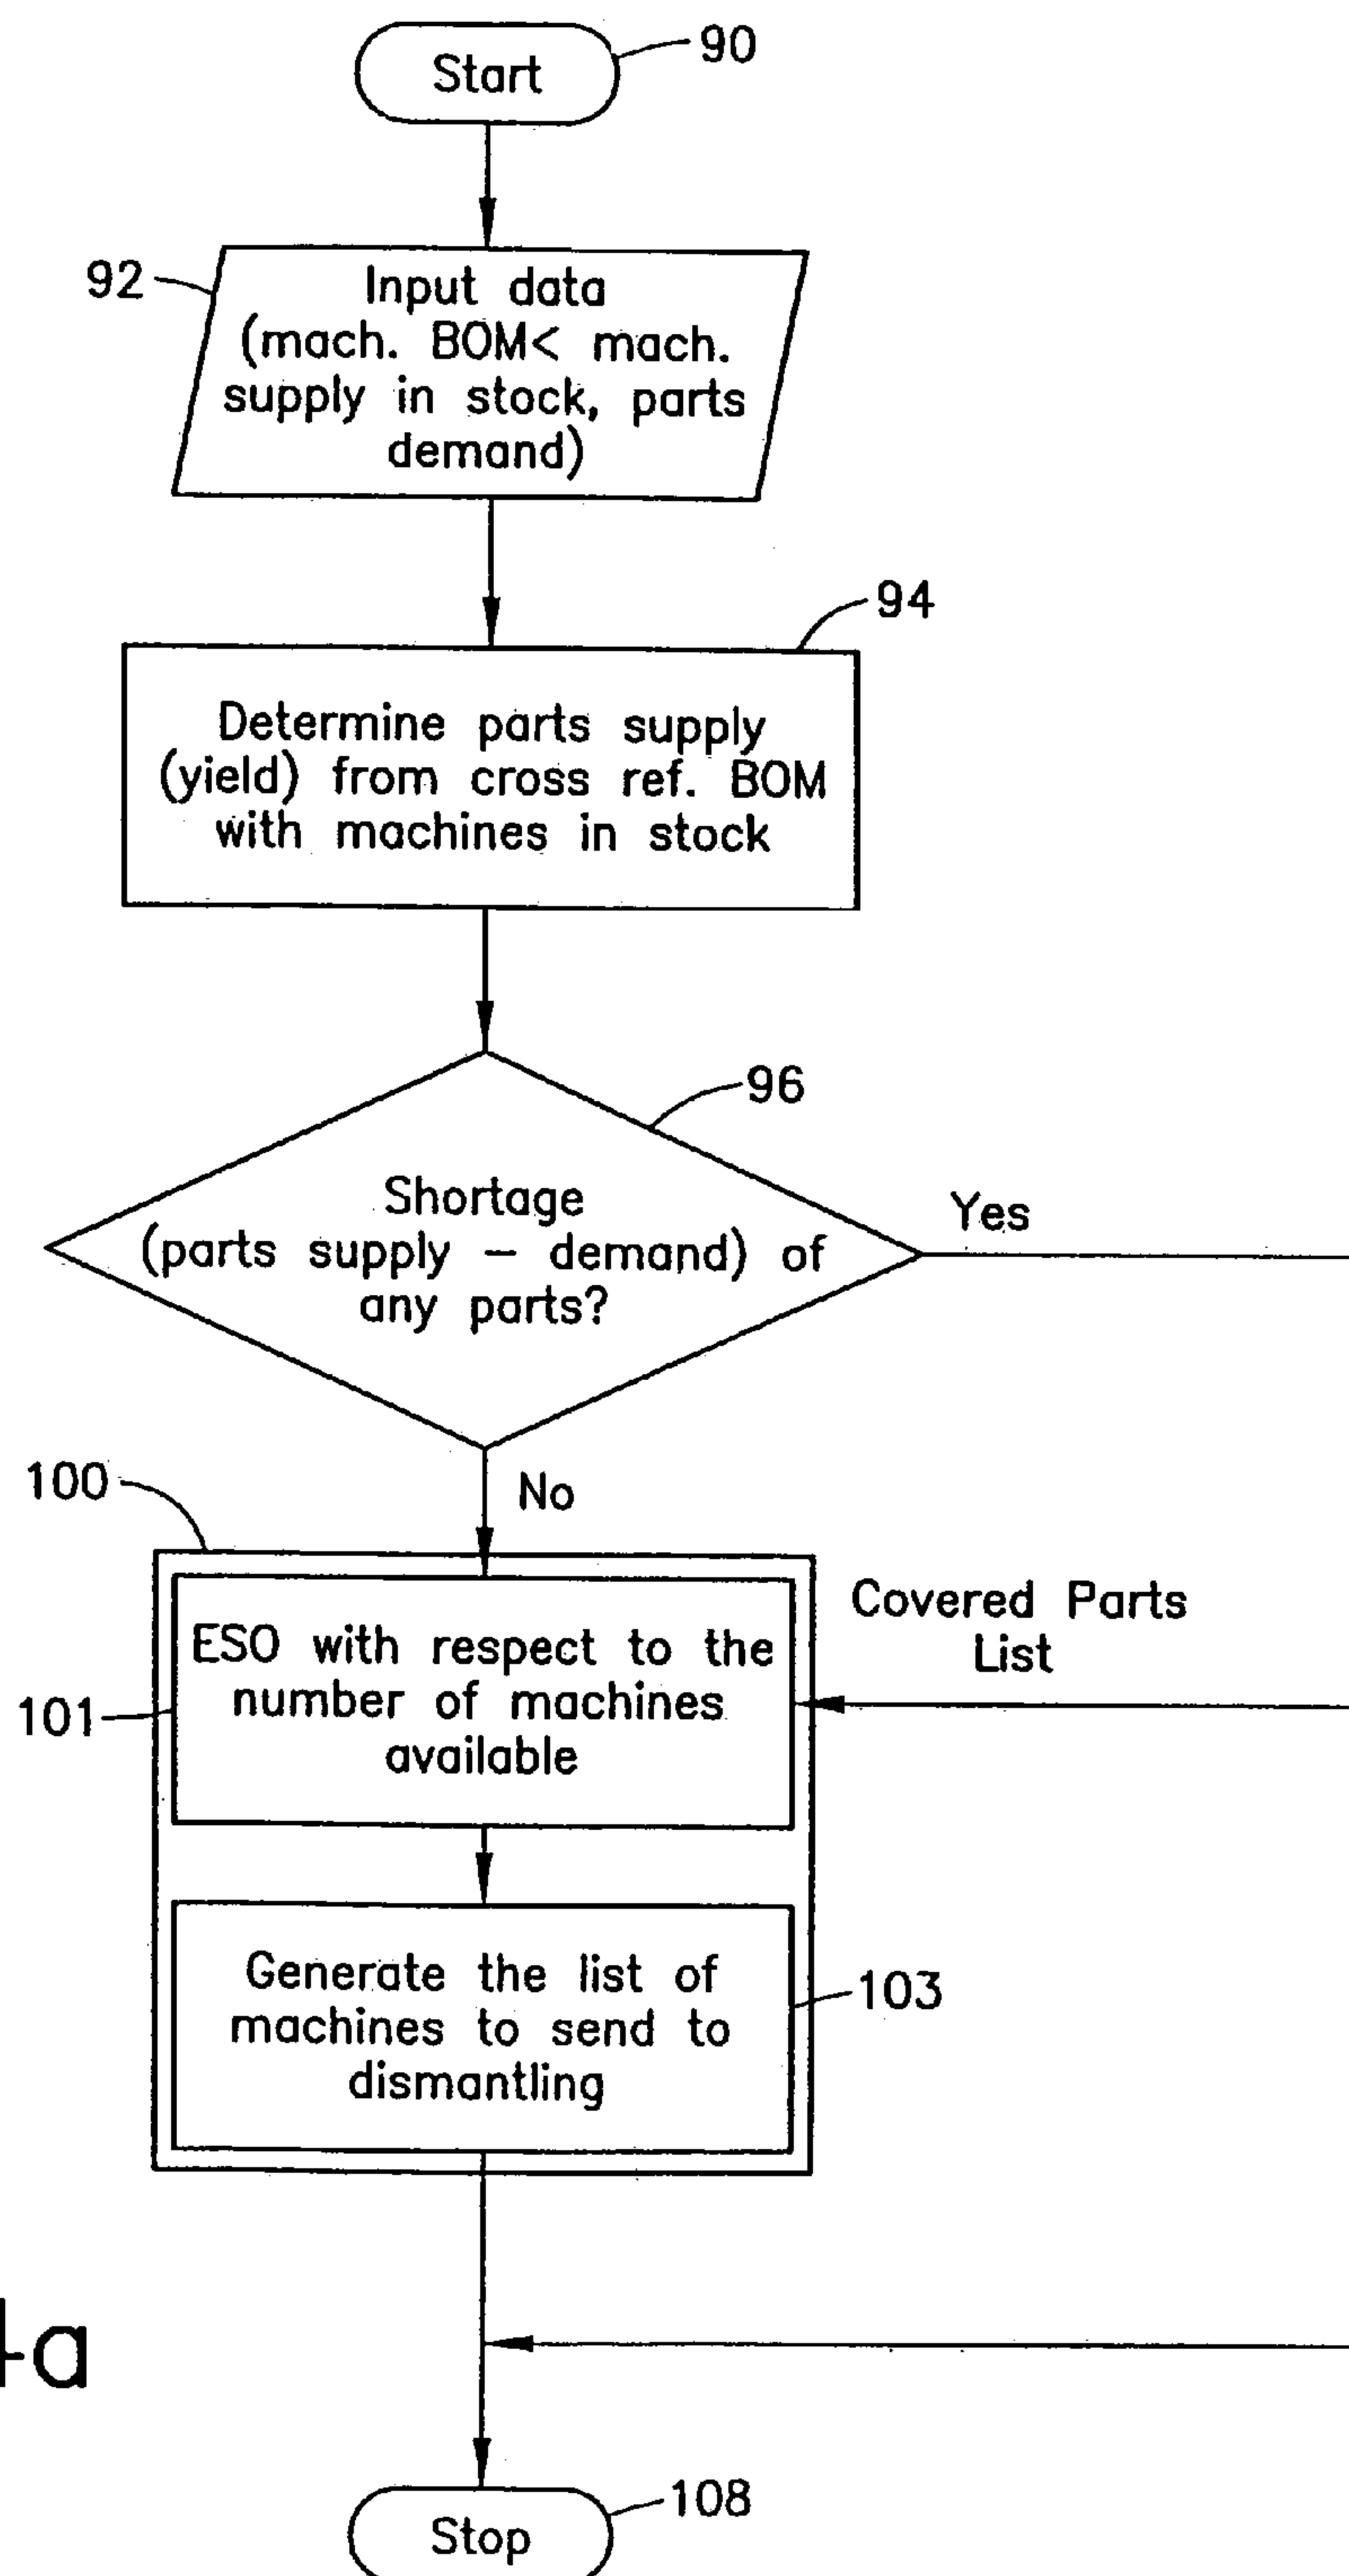 Start
90
92
Input data
(mach. BOM< mach.
supply in stock, parts
demand)
94
Determine parts supply
(yield) from cross ref. BOM
with machines in stock
96
Shortage
(parts supply – demand) of
any parts?
Yes
No
100
101
ESO with respect to the
number of machines
available
Covered Parts
List
Generate the list of
machines to send to
dismantling
103
4a
Stop
108